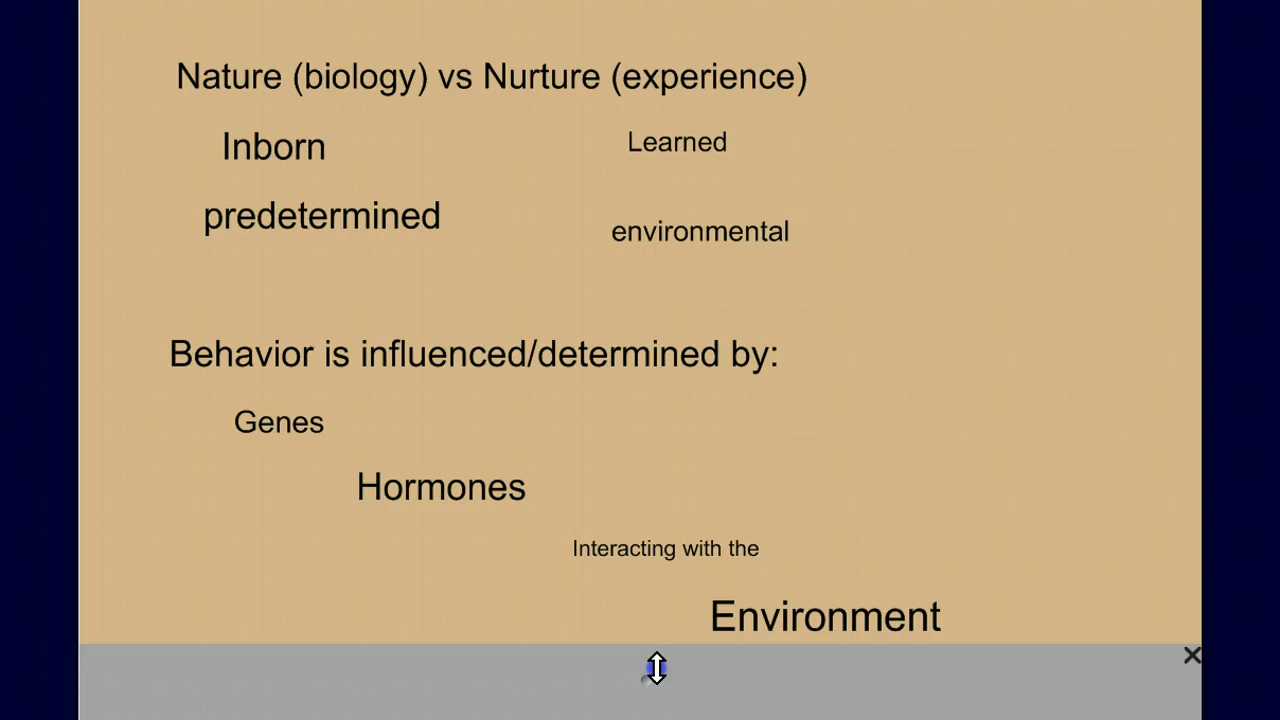 Nature (biology) vs Nurture (experience)
Inborn
Learned
predetermined
environmental
Behavior is influenced/determined by:
Genes
Hormones
Interacting with the
Environment